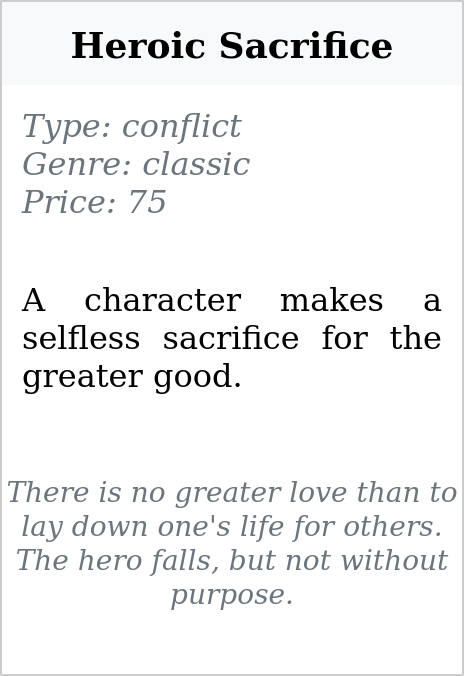 Heroic Sacrifice
Type: conflict
Genre: classic
Price: 75
A character makes a
selfless sacrifice for the
greater good.
There is no greater love than to
lay down one's life for others.
The hero falls, but not without
purpose.